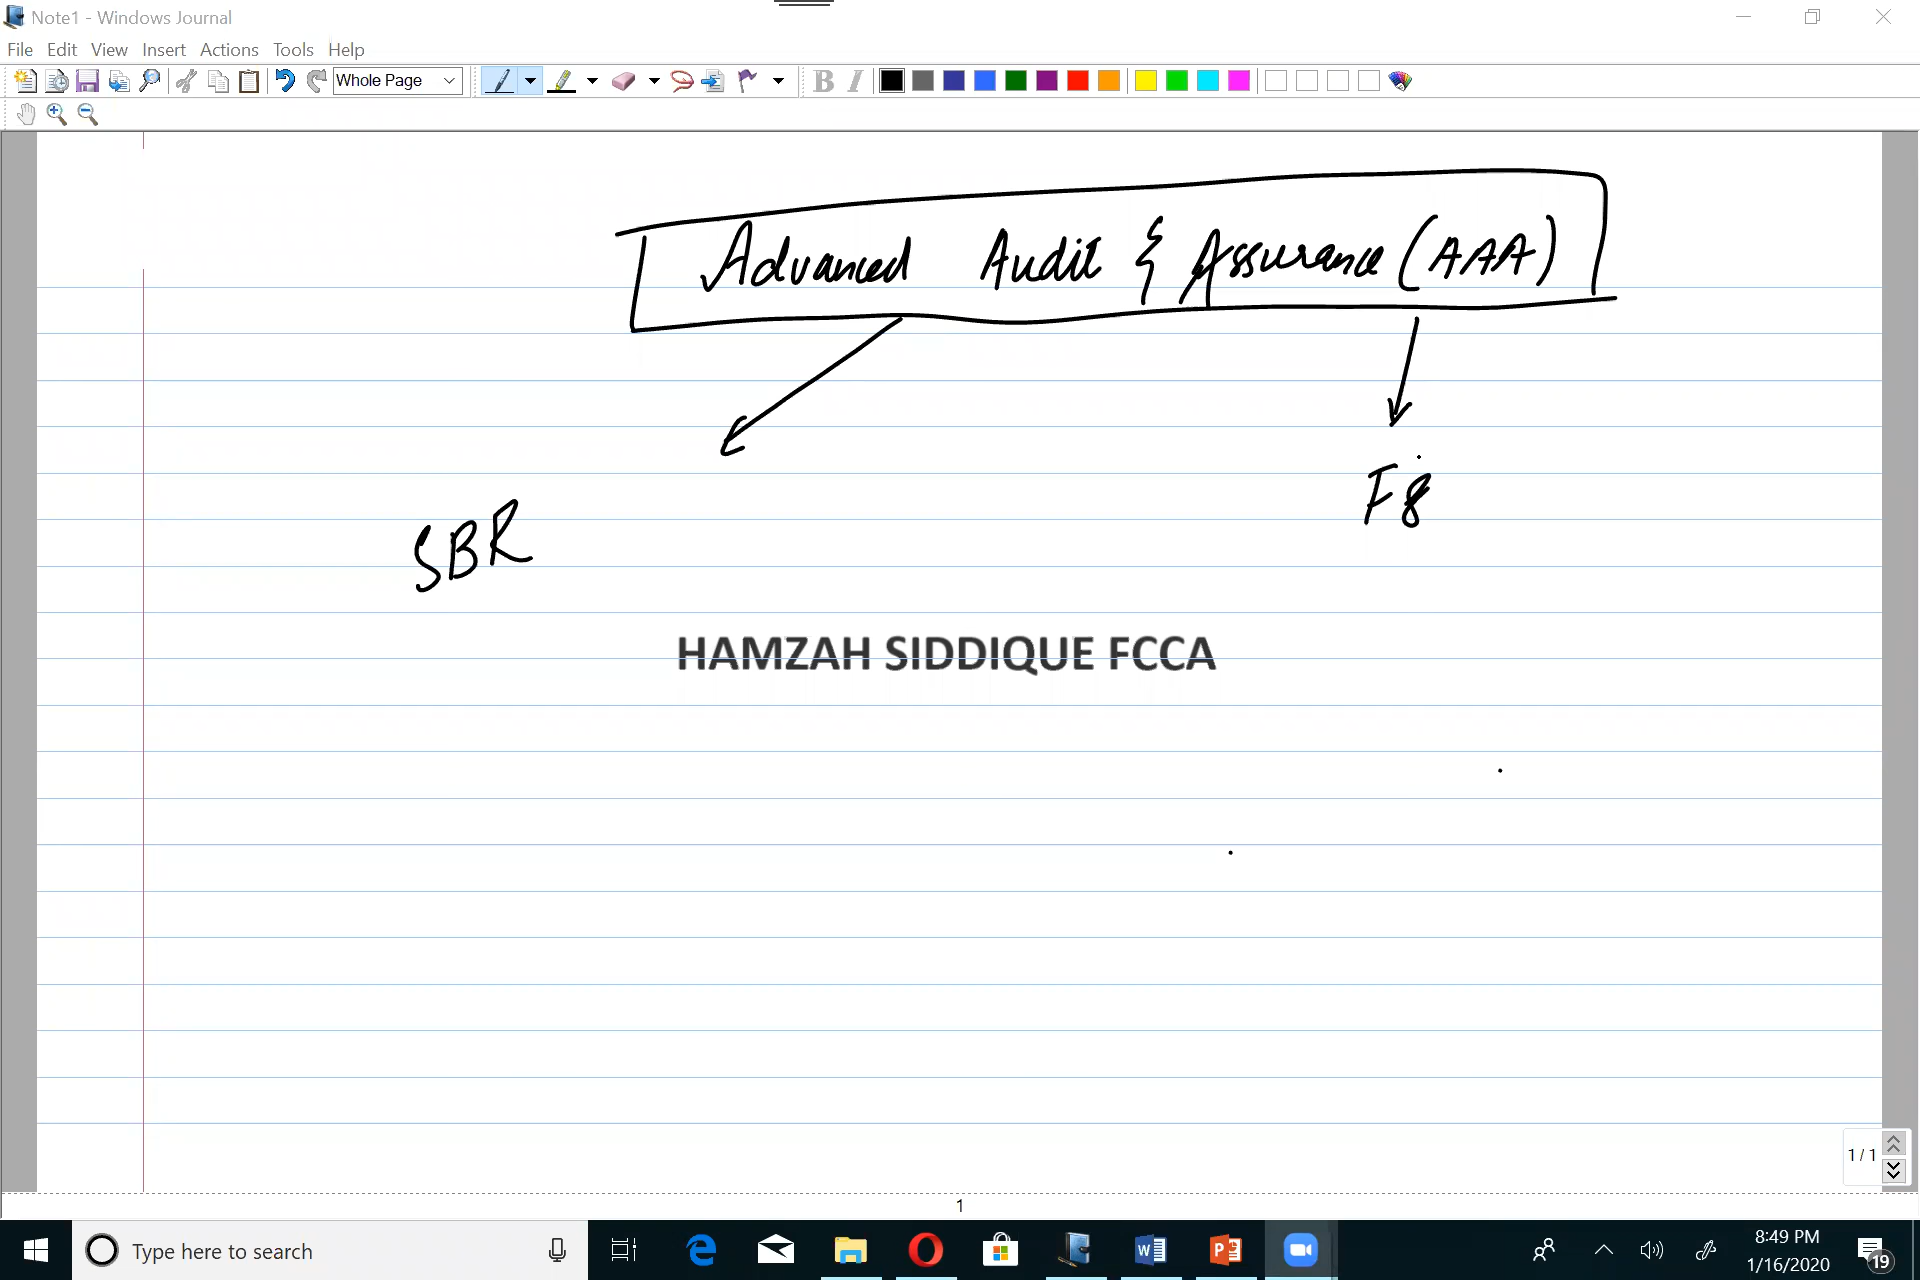 Note1 - Windows Journal
File Edit View Insert Actions Tools Help
Whole Page
B I
Advanced Audit & Assurance (AAA)
F8
SBR
HAMZAH SIDDIQUE FCCA
1 / 1
1
Type here to search
8:49 PM
1/16/2020
19